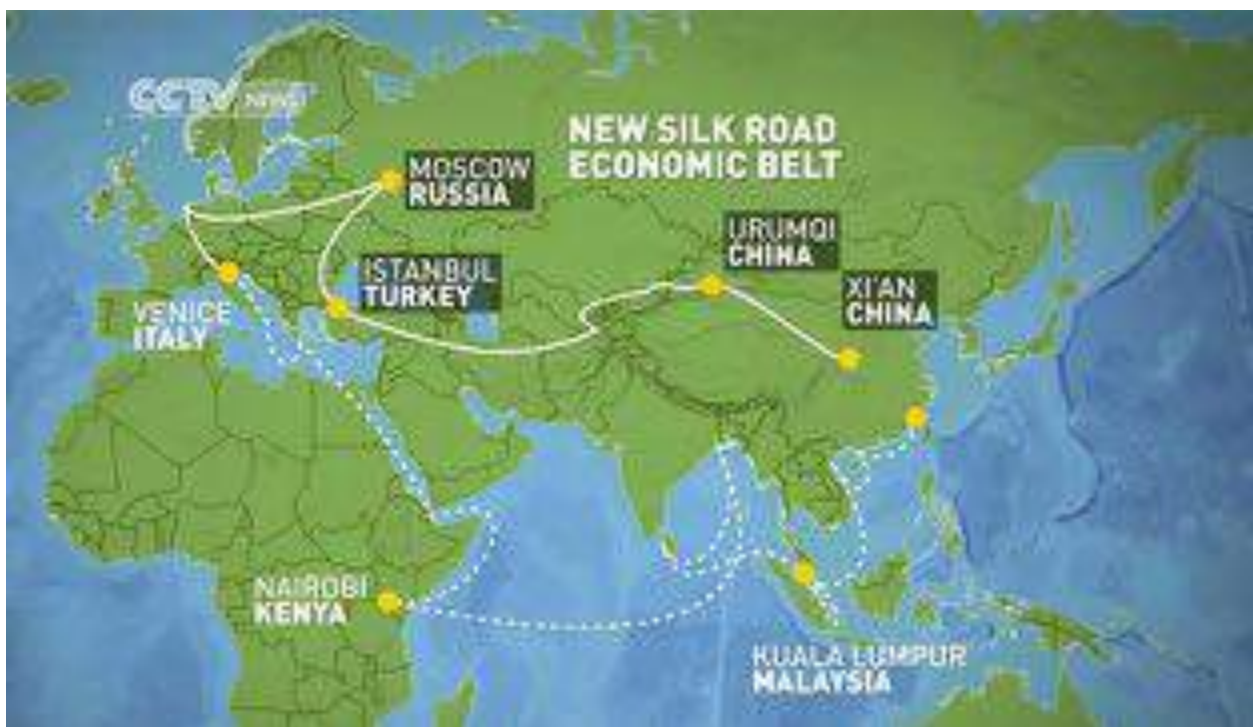 CCTV NEWS
NEW SILK ROAD
ECONOMIC BELT
MOSCOW
RUSSIA
URUMQI
CHINA
ISTANBUL
TURKEY
XI'AN
CHINA
VENICE
ITALY
NAIROBI
KENYA
KUALA LUMPUR
MALAYSIA